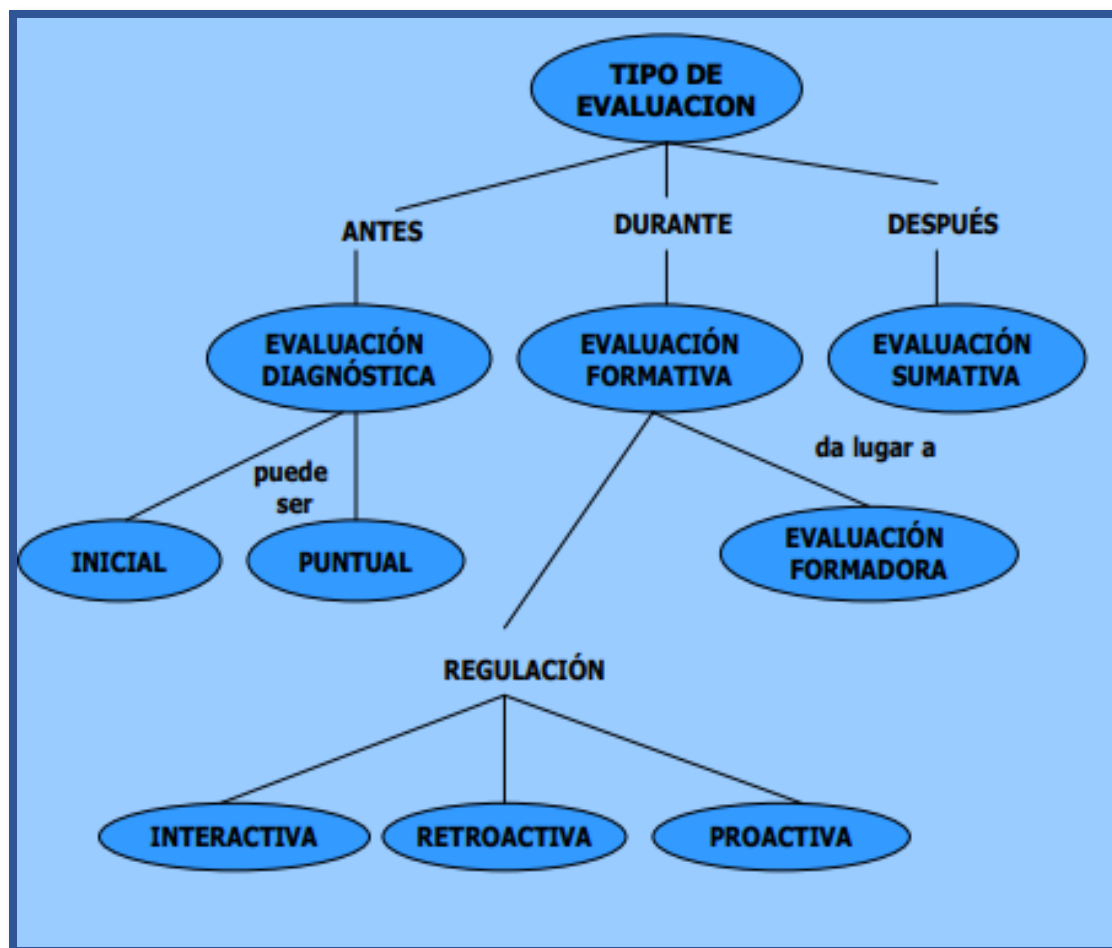 TIPO DE
EVALUACION
ANTES
DURANTE
DESPUÉS
EVALUACIÓN
DIAGNÓSTICA
EVALUACIÓN
FORMATIVA
EVALUACIÓN
SUMATIVA
puede
ser
da lugar a
INICIAL
PUNTUAL
EVALUACIÓN
FORMADORA
REGULACIÓN
INTERACTIVA
RETROACTIVA
PROACTIVA